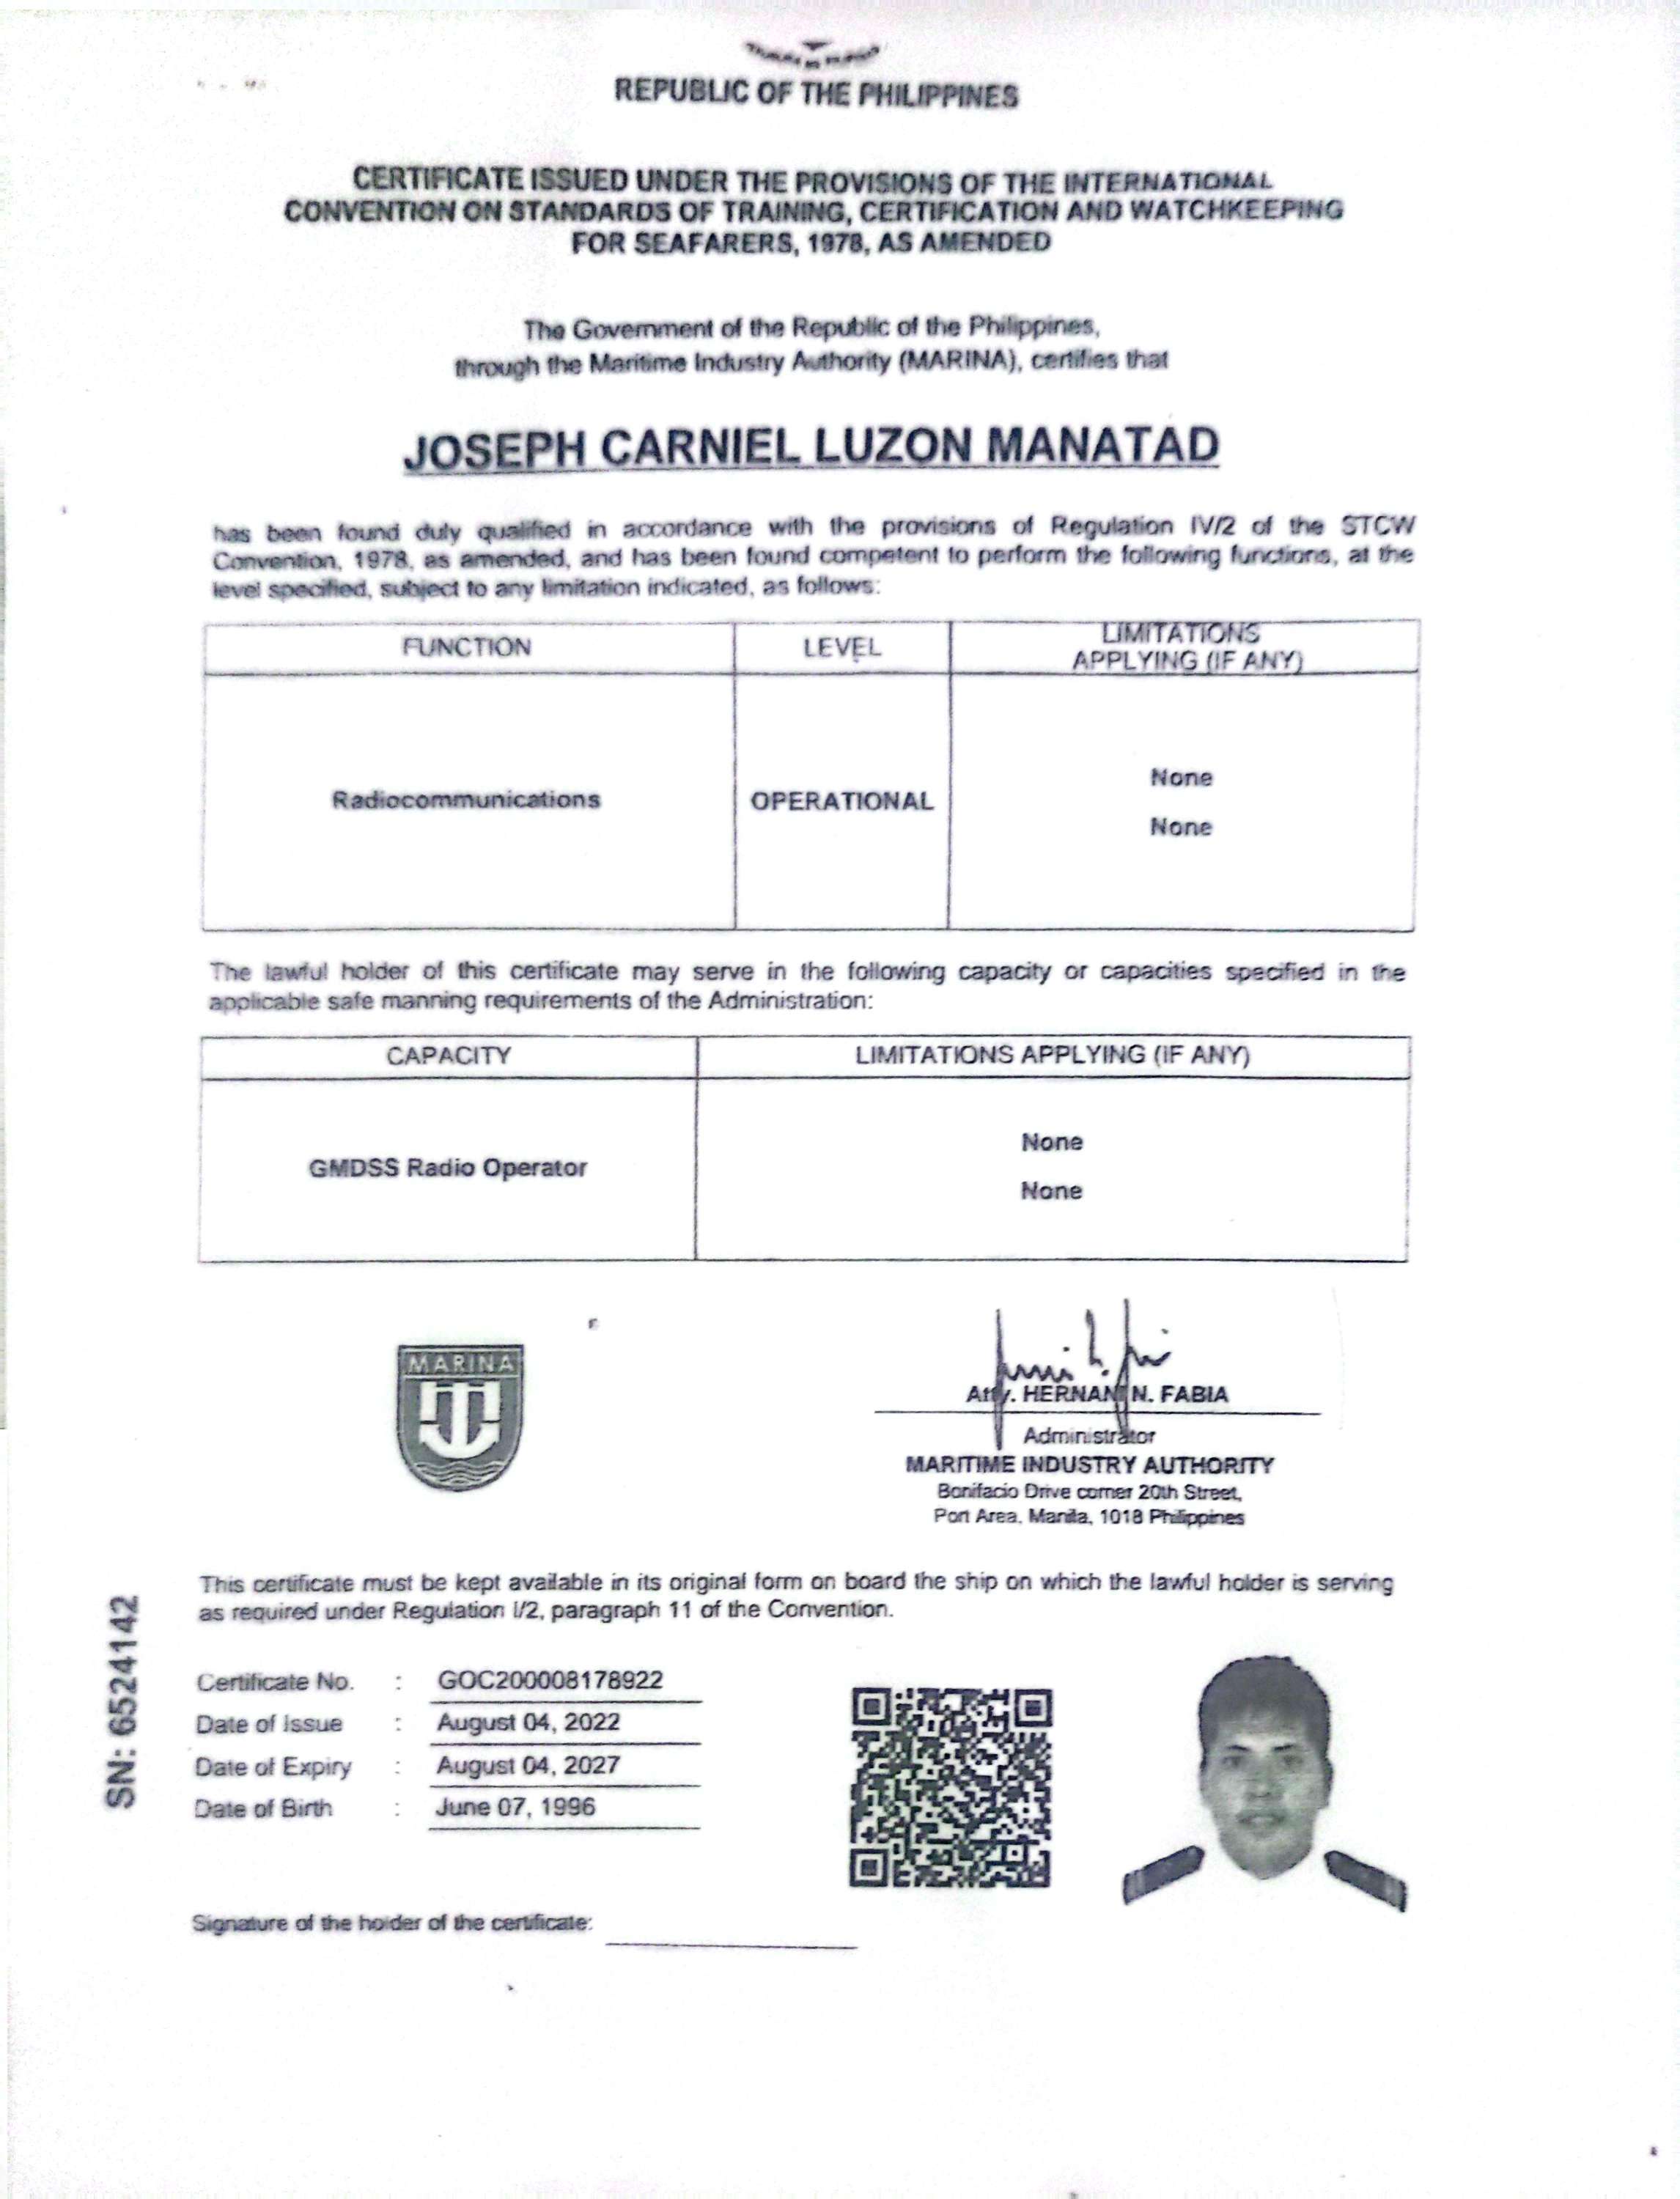 REPUBLIC OF THE PHILIPPINES
CERTIFICATE ISSUED UNDER THE PROVISIONS OF THE INTERNATIONAL
CONVENTION ON STANDARDS OF TRAINING, CERTIFICATION AND WATCHKEEPING
FOR SEAFARERS, 1978, AS AMENDED
The Government of the Republic of the Philippines,
through the Maritime Industry Authority (MARINA), certifies that
JOSEPH CARNIEL LUZON MANATAD
has been found duly qualified in accordance with the provisions of Regulation IV/2 of the STCW
Convention, 1978, as amended, and has been found competent to perform the following functions, at the
level specified, subject to any limitation indicated, as follows:
FUNCTION
LEVEL
LIMITATIONS
APPLYING (IF ANY)
Radiocommunications
OPERATIONAL
None
None
The lawful holder of this certificate may serve in the following capacity or capacities specified in the
applicable safe manning requirements of the Administration:
CAPACITY
LIMITATIONS APPLYING (IF ANY)
GMDSS Radio Operator
None
None
MARINA
Atty. HERNANI N. FABIA
Administrator
MARITIME INDUSTRY AUTHORITY
Bonifacio Drive corner 20th Street,
Port Area, Manila, 1018 Philippines
This certificate must be kept available in its original form on board the ship on which the lawful holder is serving
as required under Regulation I/2, paragraph 11 of the Convention.
SN: 6524142
Certificate No. : GOC200008178922
Date of Issue : August 04, 2022
Date of Expiry : August 04, 2027
Date of Birth : June 07, 1996
Signature of the holder of the certificate: